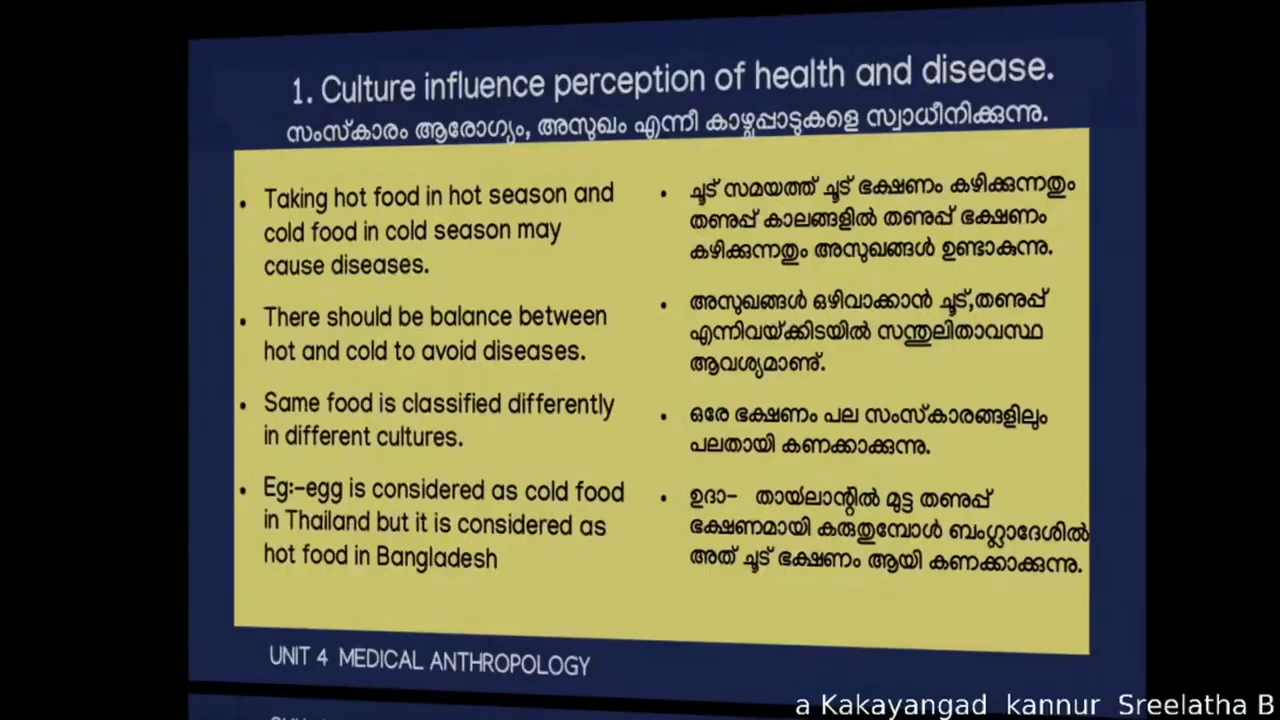 1. Culture influence perception of health and disease.
സംസ്കാരം ആരോഗ്യം, അസുഖം എന്നീ കാഴ്ചപ്പാടുകളെ സ്വാധീനിക്കുന്നു.
• Taking hot food in hot season and
cold food in cold season may
cause diseases.
• There should be balance between
hot and cold to avoid diseases.
• Same food is classified differently
in different cultures.
• Eg:-egg is considered as cold food
in Thailand but it is considered as
hot food in Bangladesh
• ചൂട് സമയത്ത് ചൂട് ഭക്ഷണം കഴിക്കുന്നതും
തണുപ്പ് കാലങ്ങളിൽ തണുപ്പ് ഭക്ഷണം
കഴിക്കുന്നതും അസുഖങ്ങൾ ഉണ്ടാകുന്നു.
• അസുഖങ്ങൾ ഒഴിവാക്കാൻ ചൂട്,തണുപ്പ്
എന്നിവയ്ക്കിടയിൽ സന്തുലിതാവസ്ഥ
ആവശ്യമാണ്.
• ഒരേ ഭക്ഷണം പല സംസ്കാരങ്ങളിലും
പലതായി കണക്കാക്കുന്നു.
• ഉദാ- തായ്ലാന്റിൽ മുട്ട തണുപ്പ്
ഭക്ഷണമായി കരുതുമ്പോൾ ബംഗ്ലാദേശിൽ
അത് ചൂട് ഭക്ഷണം ആയി കണക്കാക്കുന്നു.
UNIT 4 MEDICAL ANTHROPOLOGY
a Kakayangad kannur Sreelatha B